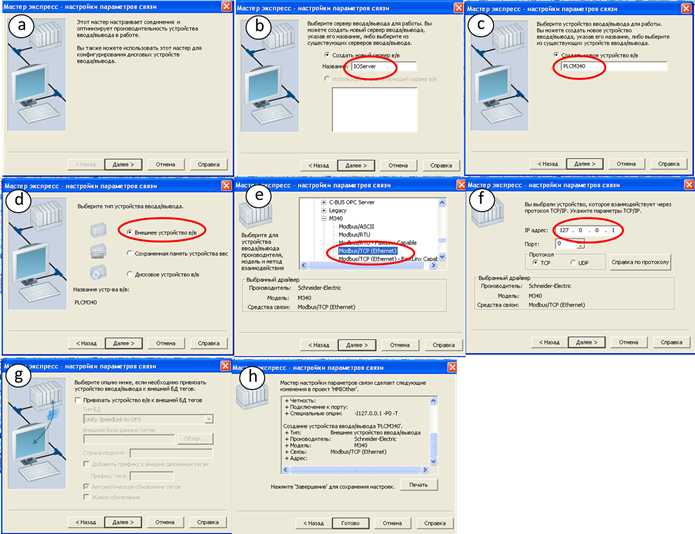 Мастер экспресс - настройки параметров связи
a
Этот мастер настраивает соединения и
оптимизирует производительность устройства
ввода/вывода в работе.
Вы также можете использовать этот мастер для
конфигурирования дисковых устройств
ввода/вывода.
< Назад
Далее >
Отмена
Справка
Мастер экспресс - настройки параметров связи
b
Выберите сервер ввода/вывода для работы. Вы
можете создать новый сервер ввода/вывода,
указав его название, либо выбрать из
существующих серверов ввода/вывода.
Создать новый сервер в/в
Название:
IOServer
Использовать существующий сервер в/в
< Назад
Далее >
Отмена
Справка
Мастер экспресс - настройки параметров связи
c
Выберите устройство ввода/вывода для работы.
Вы можете создать новое устройство
ввода/вывода, указав его название, либо выбрать
из существующих устройств ввода/вывода.
Создать новое устройство в/в
PLCM340
< Назад
Далее >
Отмена
Справка
Мастер экспресс - настройки параметров связи
d
Выберите тип устройства ввода/вывода.
Внешнее устройство в/в
Сохраненная память устройства ввс
Дисковое устройство в/в
Название устр-ва в/в:
PLCM340
< Назад
Далее >
Отмена
Справка
Мастер экспресс - настройки параметров связи
e
C-BUS OPC Server
Legacy
M340
Modbus/ASCII
Modbus/RTU
Modbus/RTU - FastLinx Capable
Modbus/TCP (Ethernet)
Modbus/TCP (Ethernet) - FastLinx Capab
Выберите для
устройства
ввода/вывода
производителя,
модель и метод
взаимодействия
Выбранный драйвер
Производитель: Schneider-Electric
Модель: M340
Средства связи: Modbus/TCP (Ethernet)
< Назад
Далее >
Отмена
Справка
Мастер экспресс - настройки параметров связи
f
Вы выбрали устройство, которое взаимодействует через
протокол TCP/IP. Укажите параметры TCP/IP.
IP адрес: 127 . 0 . 0 . 1
Порт: 0
Протокол
TCP
UDP
Справка по протоколу
Выбранный драйвер
Производитель: Schneider-Electric
Модель: M340
Средства связи: Modbus/TCP (Ethernet)
< Назад
Далее >
Отмена
Справка
Мастер экспресс - настройки параметров связи
g
Выберите опцию ниже, если необходимо привязать
устройство ввода/вывода к внешней БД тегов.
Привязать устройство в/в к внешней БД тегов
Тип БД:
Unity SpeedLink to OFS
Внешняя База данных тегов:
Обзор...
Строка подкл-я:
Добавить префикс к внешне связанным тегам
Префикс тега:
Автоматическое обновление тегов
Живое обновление
< Назад
Далее >
Отмена
Справка
Мастер экспресс - настройки параметров связи
h
Мастер настройки параметров связи сделает следующие
изменения в проект 'HMIOther'.
+ Четность:
+ Подключение к порту:
+ Специальные опции: -I127.0.0.1 -P0 -T
Создание устройства ввода/вывода 'PLCM340'.
+ Тип: Внешнее устройство ввода/вывода
+ Производитель: Schneider-Electric
+ Модель: M340
+ Связь: Modbus/TCP (Ethernet)
+ Адрес:
Нажмите 'Завершение' для сохранения настроек.
Печать
< Назад
Готово
Отмена
Справка